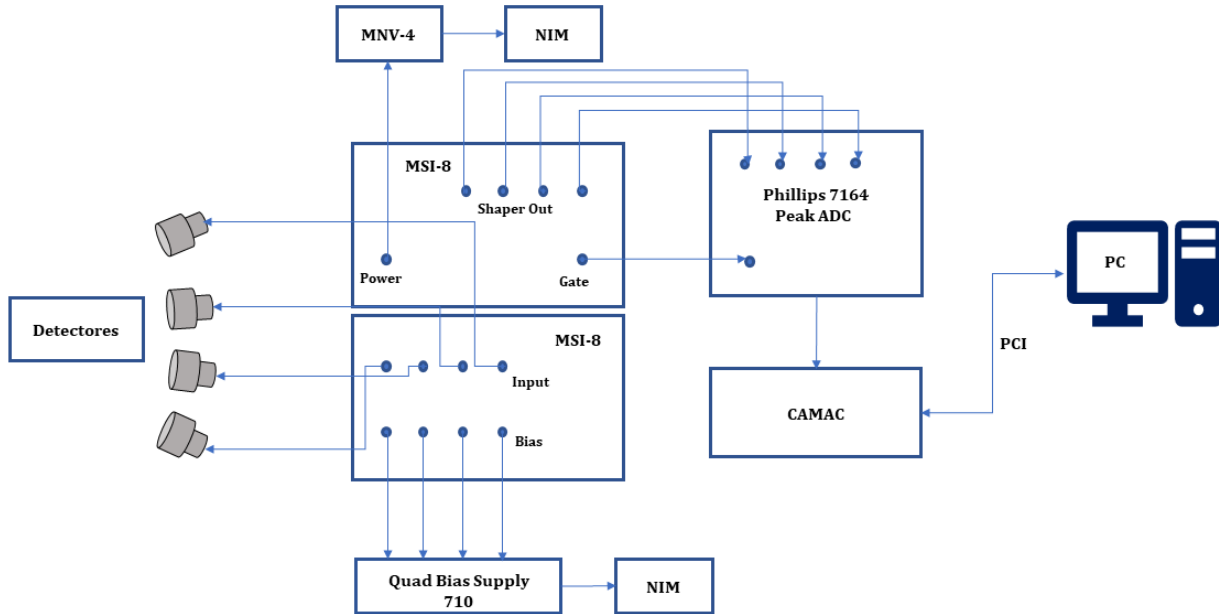 MNV-4
NIM
MSI-8
Shaper Out
Power
Gate
Phillips 7164
Peak ADC
PC
Detectores
MSI-8
Input
Bias
PCI
CAMAC
Quad Bias Supply
710
NIM